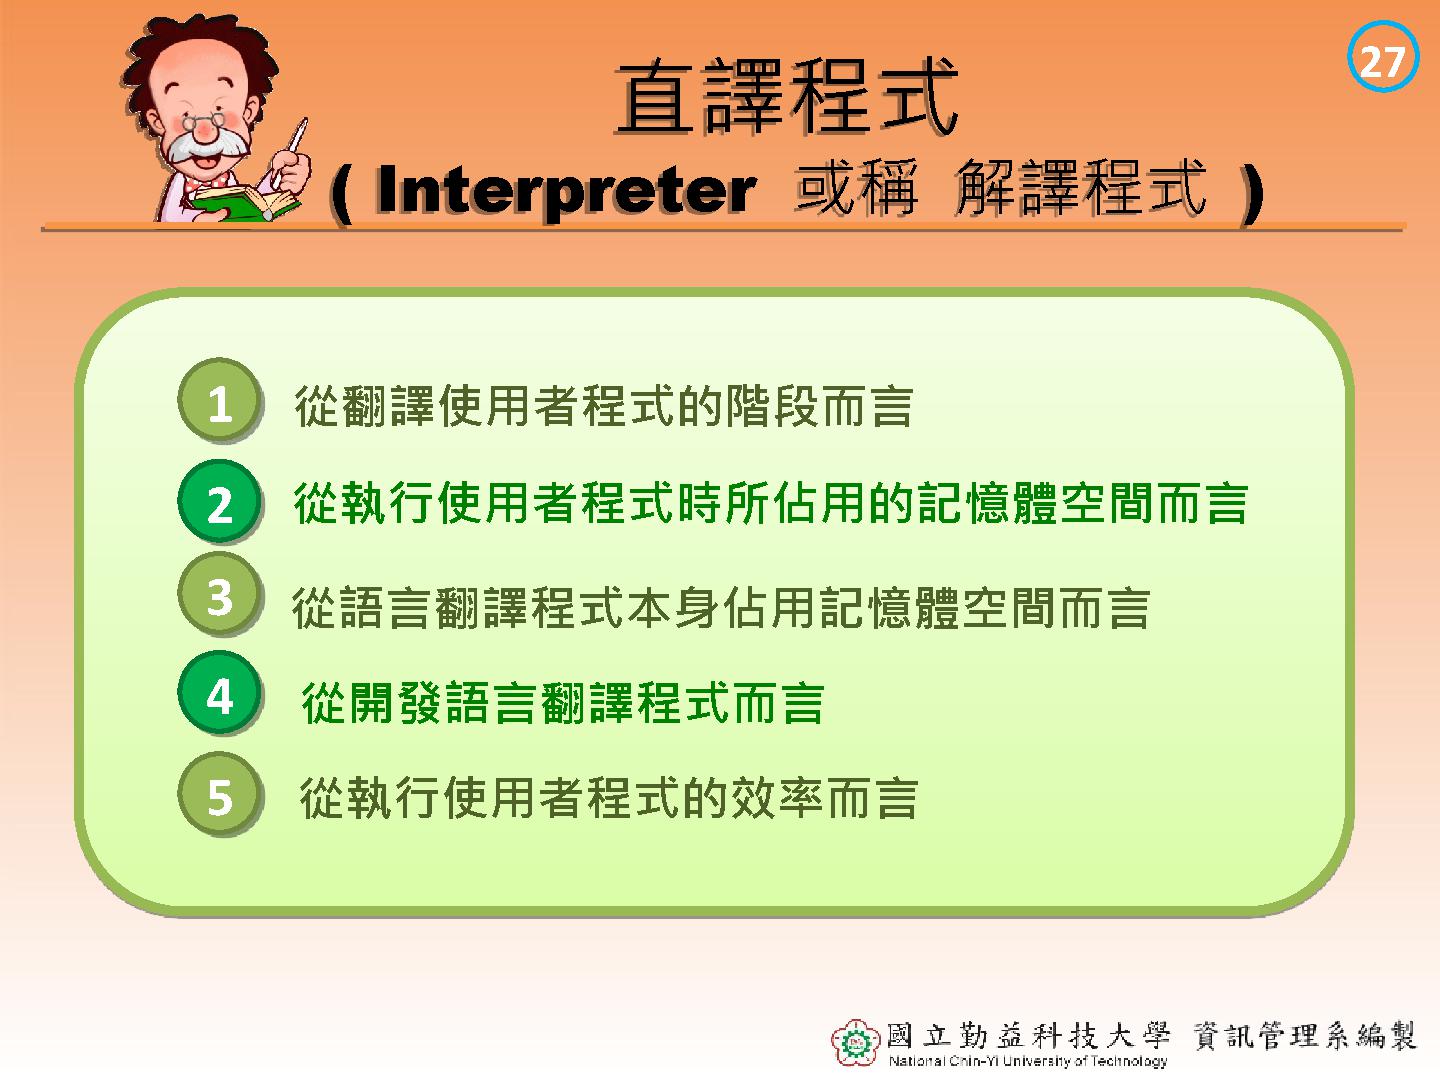 27
直譯程式
( Interpreter 或稱 解譯程式 )
1 從翻譯使用者程式的階段而言
2 從執行使用者程式時所佔用的記憶體空間而言
3 從語言翻譯程式本身佔用記憶體空間而言
4 從開發語言翻譯程式而言
5 從執行使用者程式的效率而言
國立勤益科技大學 資訊管理系編製
National Chin-Yi University of Technology